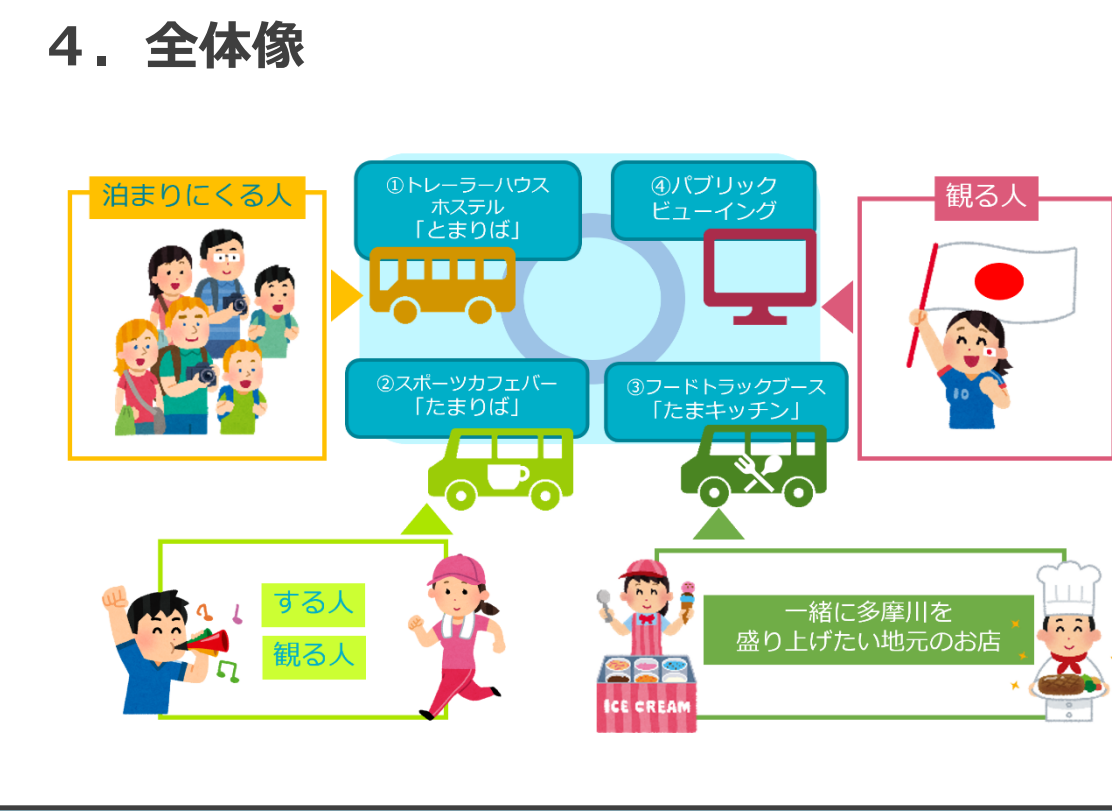 ４．全体像
泊まりにくる人
①トレーラーハウス
ホステル
「とまりば」
④パブリック
ビューイング
観る人
②スポーツカフェバー
「たまりば」
③フードトラックブース
「たまキッチン」
10
する人
観る人
一緒に多摩川を
盛り上げたい地元のお店
ICE CREAM